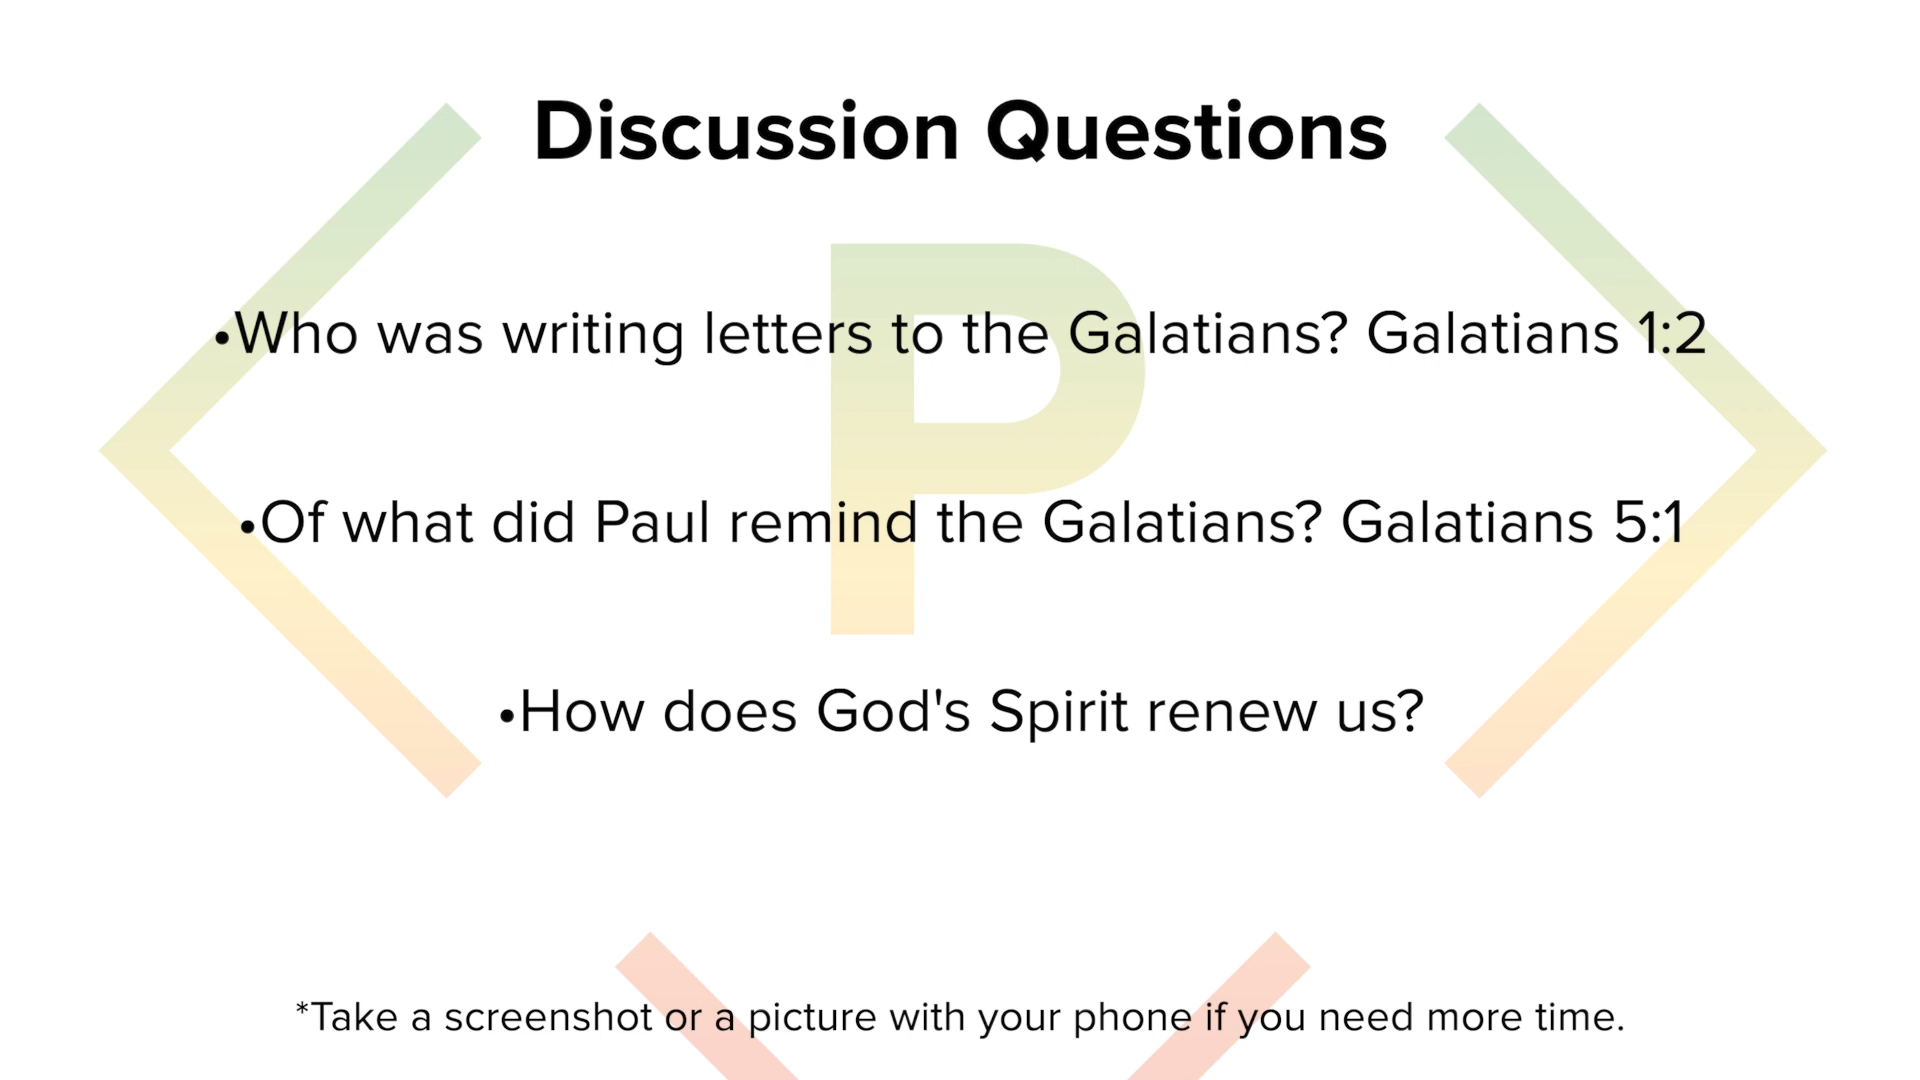 Discussion Questions
•Who was writing letters to the Galatians? Galatians 1:2
•Of what did Paul remind the Galatians? Galatians 5:1
•How does God's Spirit renew us?
*Take a screenshot or a picture with your phone if you need more time.
P